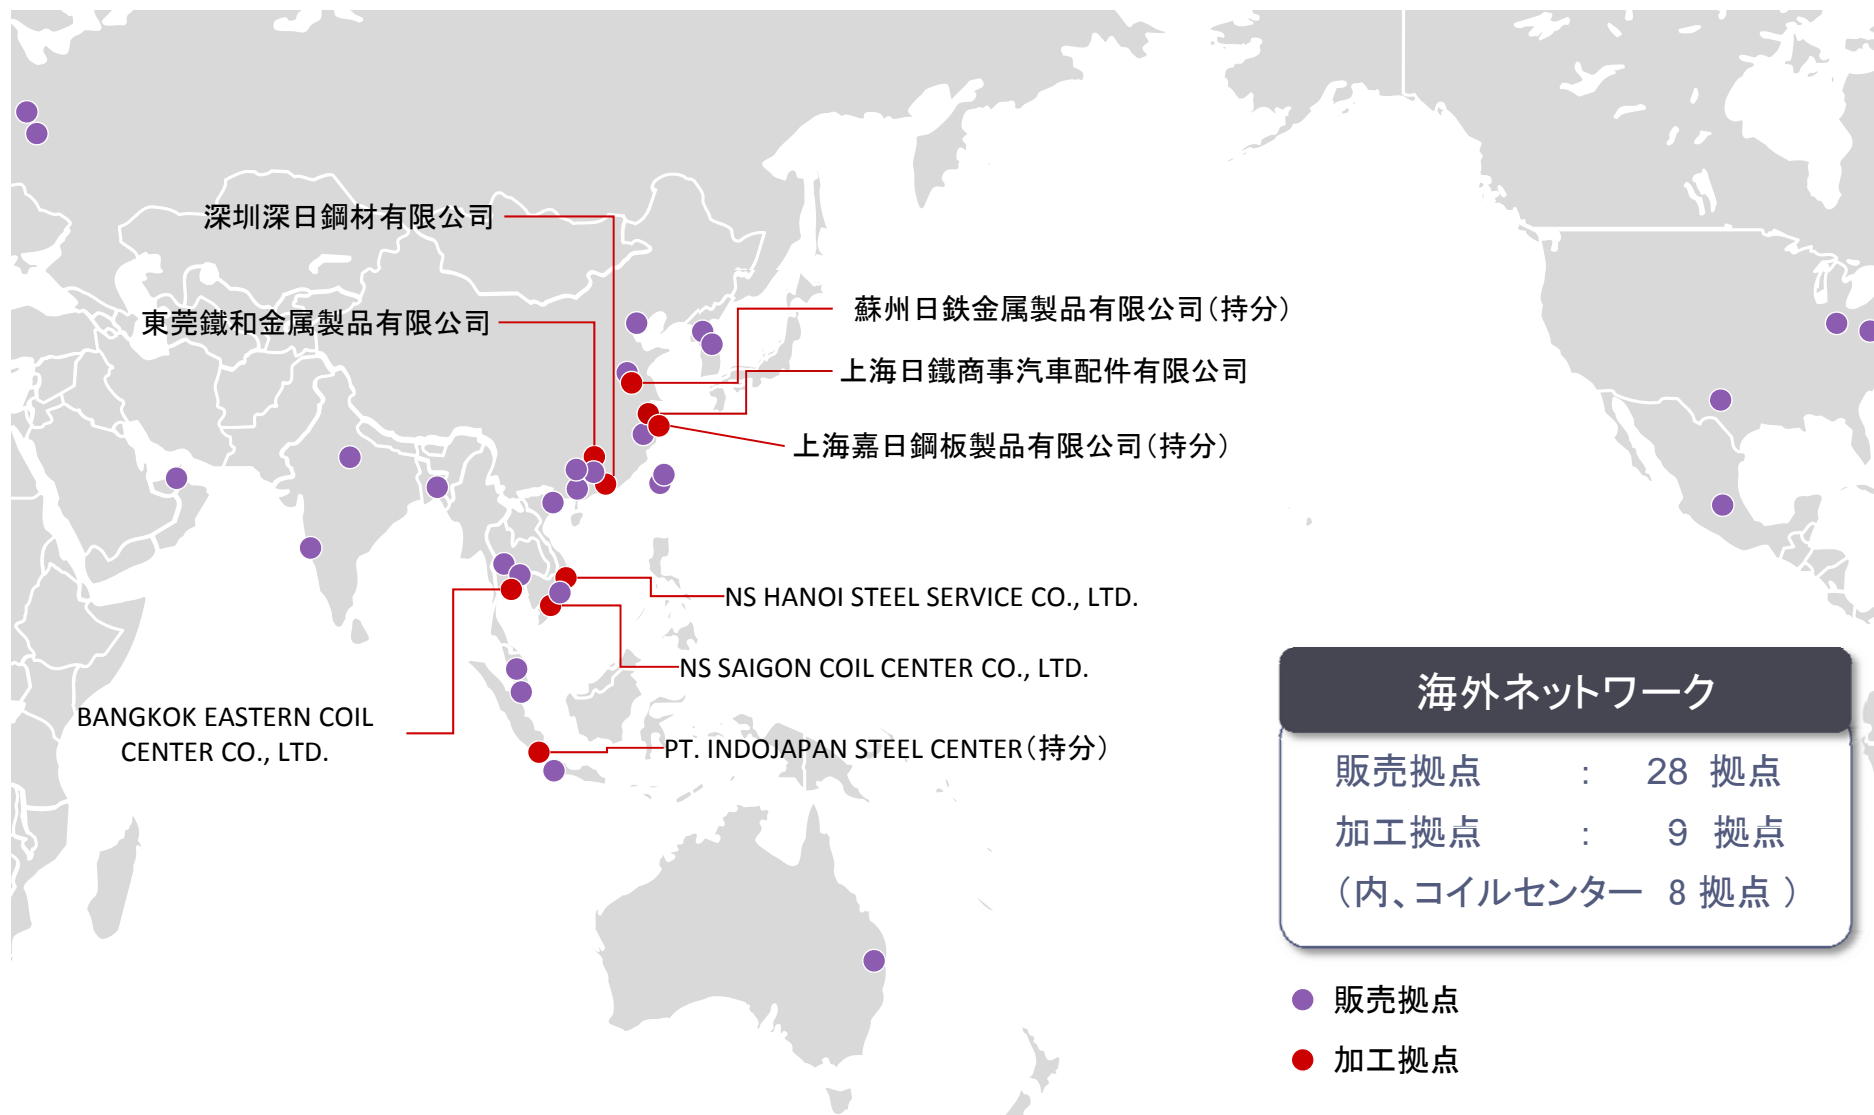 深圳深日鋼材有限公司
東莞鐵和金属製品有限公司
蘇州日鉄金属製品有限公司（持分）
上海日鐵商事汽車配件有限公司
上海嘉日鋼板製品有限公司（持分）
NS HANOI STEEL SERVICE CO., LTD.
NS SAIGON COIL CENTER CO., LTD.
BANGKOK EASTERN COIL
CENTER CO., LTD.
PT. INDOJAPAN STEEL CENTER（持分）
海外ネットワーク
販売拠点 : 28 拠点
加工拠点 : 9 拠点
（内、コイルセンター 8 拠点 ）
販売拠点
加工拠点